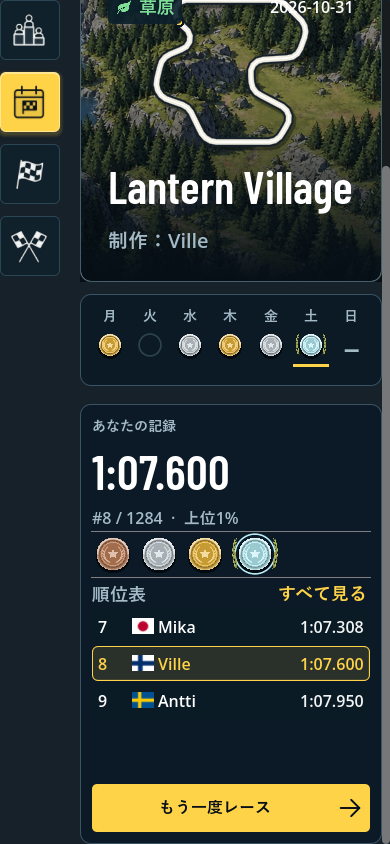 草原 2026-10-31
Lantern Village
制作：Ville
月 火 水 木 金 土 日
あなたの記録
1:07.600
#8 / 1284 · 上位1%
順位表 すべて見る
7 Mika 1:07.308
8 Ville 1:07.600
9 Antti 1:07.950
もう一度レース